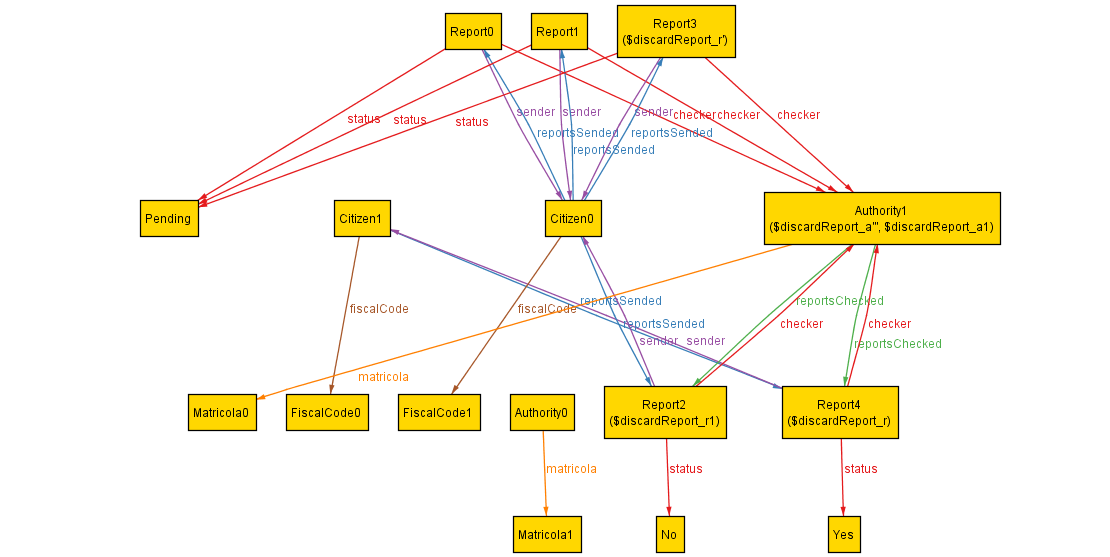 Report0
Report1
Report3
($discardReport_r')
sender
sender
sender
checker
checker
checker
status
status
status
reportsSended
reportsSended
reportsSended
Pending
Citizen1
Citizen0
Authority1
($discardReport_a''', $discardReport_a1)
reportsSended
reportsChecked
fiscalCode
fiscalCode
reportsSended
checker
checker
sender
sender
reportsChecked
matricola
Matricola0
FiscalCode0
FiscalCode1
Authority0
Report2
($discardReport_r1)
Report4
($discardReport_r)
matricola
status
status
Matricola1
No
Yes